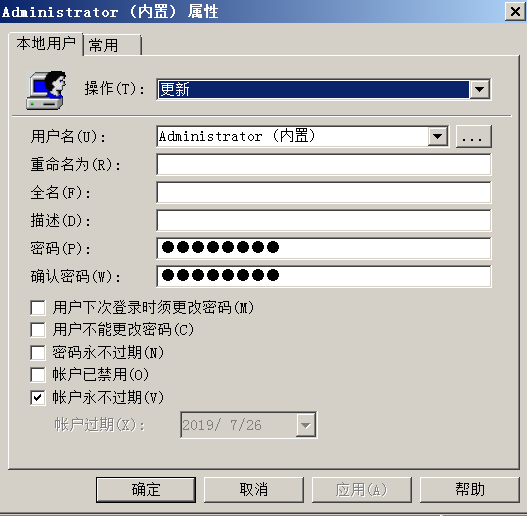 Administrator (内置) 属性
本地用户 常用
操作(T): 更新
用户名(U): Administrator (内置) ...
重命名为(R):
全名(F):
描述(D):
密码(P): ●●●●●●●●
确认密码(W): ●●●●●●●●
用户下次登录时须更改密码(M)
用户不能更改密码(C)
密码永不过期(N)
帐户已禁用(O)
帐户永不过期(V)
帐户过期(X): 2019/ 7/26
确定 取消 应用(A) 帮助